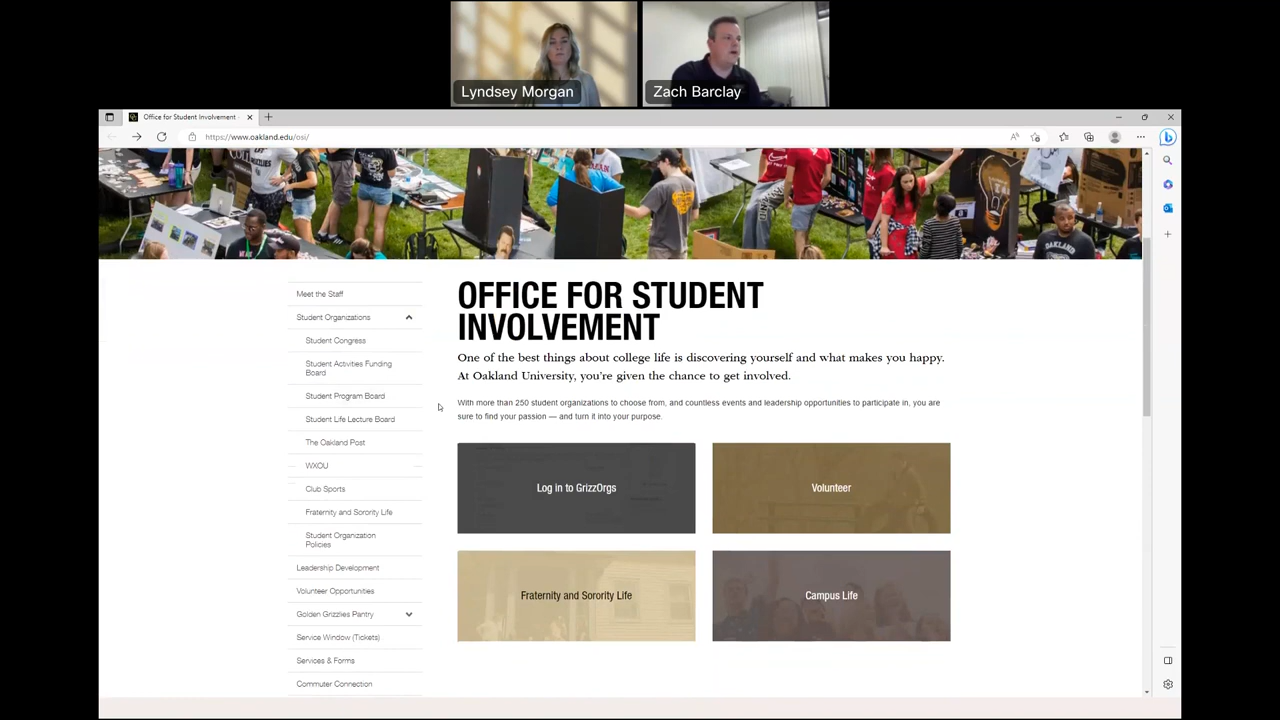 Lyndsey Morgan
Zach Barclay
Office for Student Involvement
https://www.oakland.edu/osi/
OAKLAND
Meet the Staff
Student Organizations
Student Congress
Student Activities Funding
Board
Student Program Board
Student Life Lecture Board
The Oakland Post
WXOU
Club Sports
Fraternity and Sorority Life
Student Organization
Policies
Leadership Development
Volunteer Opportunities
Golden Grizzlies Pantry
Service Window (Tickets)
Services & Forms
Commuter Connection
OFFICE FOR STUDENT
INVOLVEMENT
One of the best things about college life is discovering yourself and what makes you happy.
At Oakland University, you're given the chance to get involved.
With more than 250 student organizations to choose from, and countless events and leadership opportunities to participate in, you are
sure to find your passion — and turn it into your purpose.
Log in to GrizzOrgs
Volunteer
Fraternity and Sorority Life
Campus Life